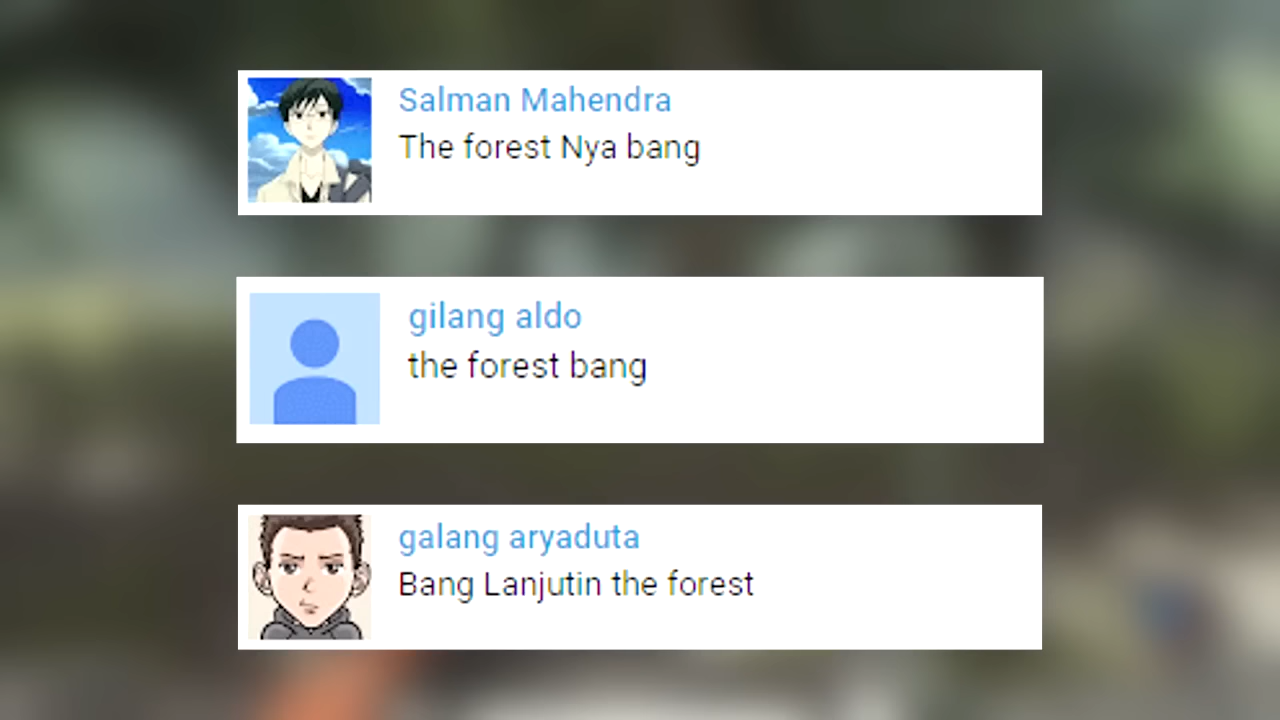 Salman Mahendra
The forest Nya bang
gilang aldo
the forest bang
galang aryaduta
Bang Lanjutin the forest